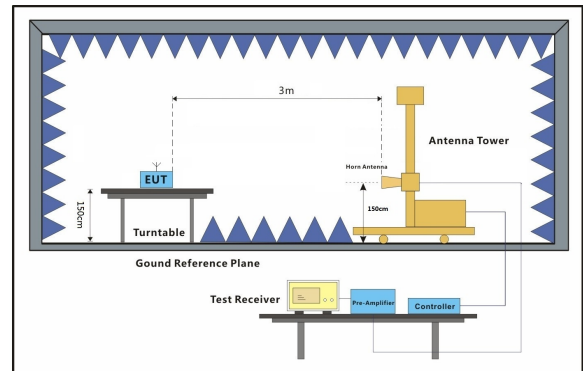 3m
Antenna Tower
Horn Antenna
EUT
150cm
150cm
Turntable
Gound Reference Plane
Test Receiver
Pre-Amplifier
Controller